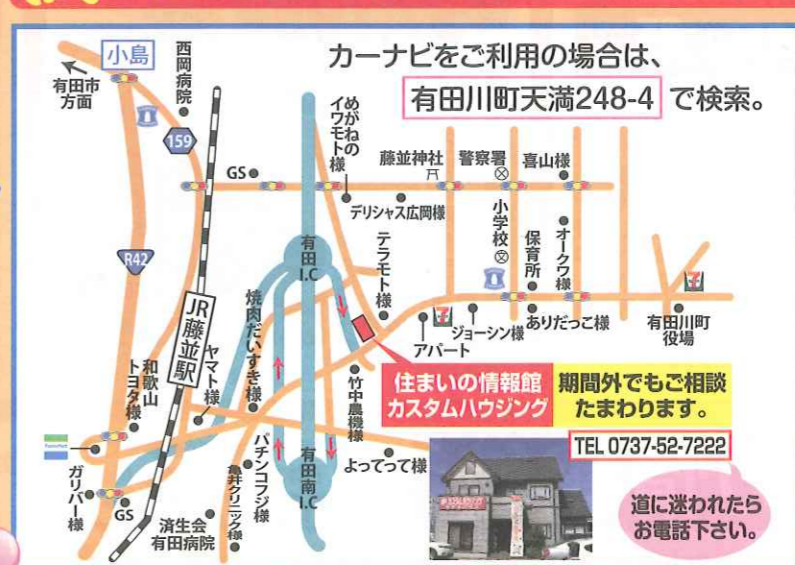 カーナビをご利用の場合は、
有田川町天満248-4 で検索。
小島
有田市
方面
西岡病院
159
GS
めがねの
イワモト様
藤並神社
警察署
喜山様
デリシャス広岡様
小学校
文
保育所
オークワ様
R42
有田
I.C
テラモト様
JR藤並駅
焼肉だいすき様
7
アパート
ジョーシン様
ありだっこ様
7
有田川町
役場
和歌山
トヨタ様
ヤマト様
竹中農機様
住まいの情報館
カスタムハウジング
期間外でもご相談
たまわります。
TEL 0737-52-7222
FamilyMart
ガリバー様
GS
済生会
有田病院
亀井クリニック様
パチンコフジ様
有田南
I.C
よってって様
道に迷われたら
お電話下さい。